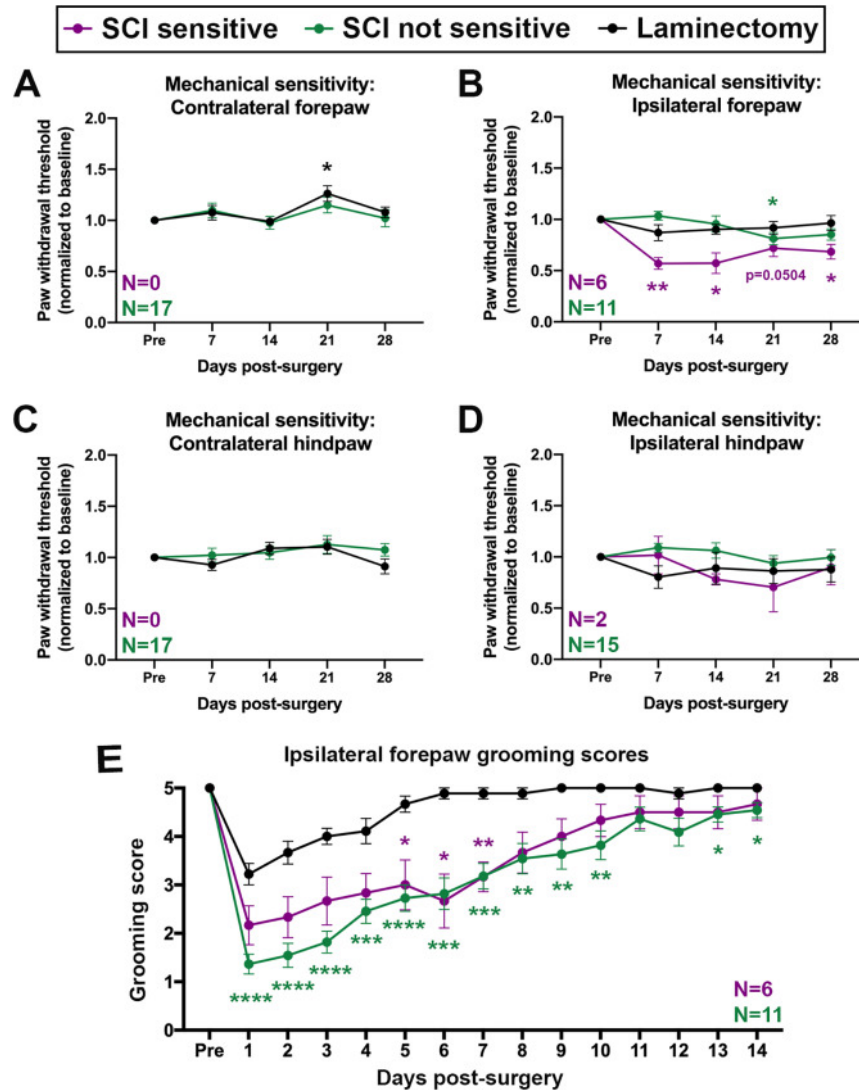 SCI sensitive SCI not sensitive Laminectomy
A
Mechanical sensitivity:
Contralateral forepaw
Paw withdrawal threshold
(normalized to baseline)
2.0
1.5
1.0
0.5
0.0
*
N=0
N=17
Pre 7 14 21 28
Days post-surgery
B
Mechanical sensitivity:
Ipsilateral forepaw
Paw withdrawal threshold
(normalized to baseline)
2.0
1.5
1.0
0.5
0.0
*
** * p=0.0504 *
N=6
N=11
Pre 7 14 21 28
Days post-surgery
C
Mechanical sensitivity:
Contralateral hindpaw
Paw withdrawal threshold
(normalized to baseline)
2.0
1.5
1.0
0.5
0.0
N=0
N=17
Pre 7 14 21 28
Days post-surgery
D
Mechanical sensitivity:
Ipsilateral hindpaw
Paw withdrawal threshold
(normalized to baseline)
2.0
1.5
1.0
0.5
0.0
N=2
N=15
Pre 7 14 21 28
Days post-surgery
E
Ipsilateral forepaw grooming scores
Grooming score
5
4
3
2
1
0
* * **
**** **** **** *** **** *** *** ** ** ** * *
N=6
N=11
Pre 1 2 3 4 5 6 7 8 9 10 11 12 13 14
Days post-surgery